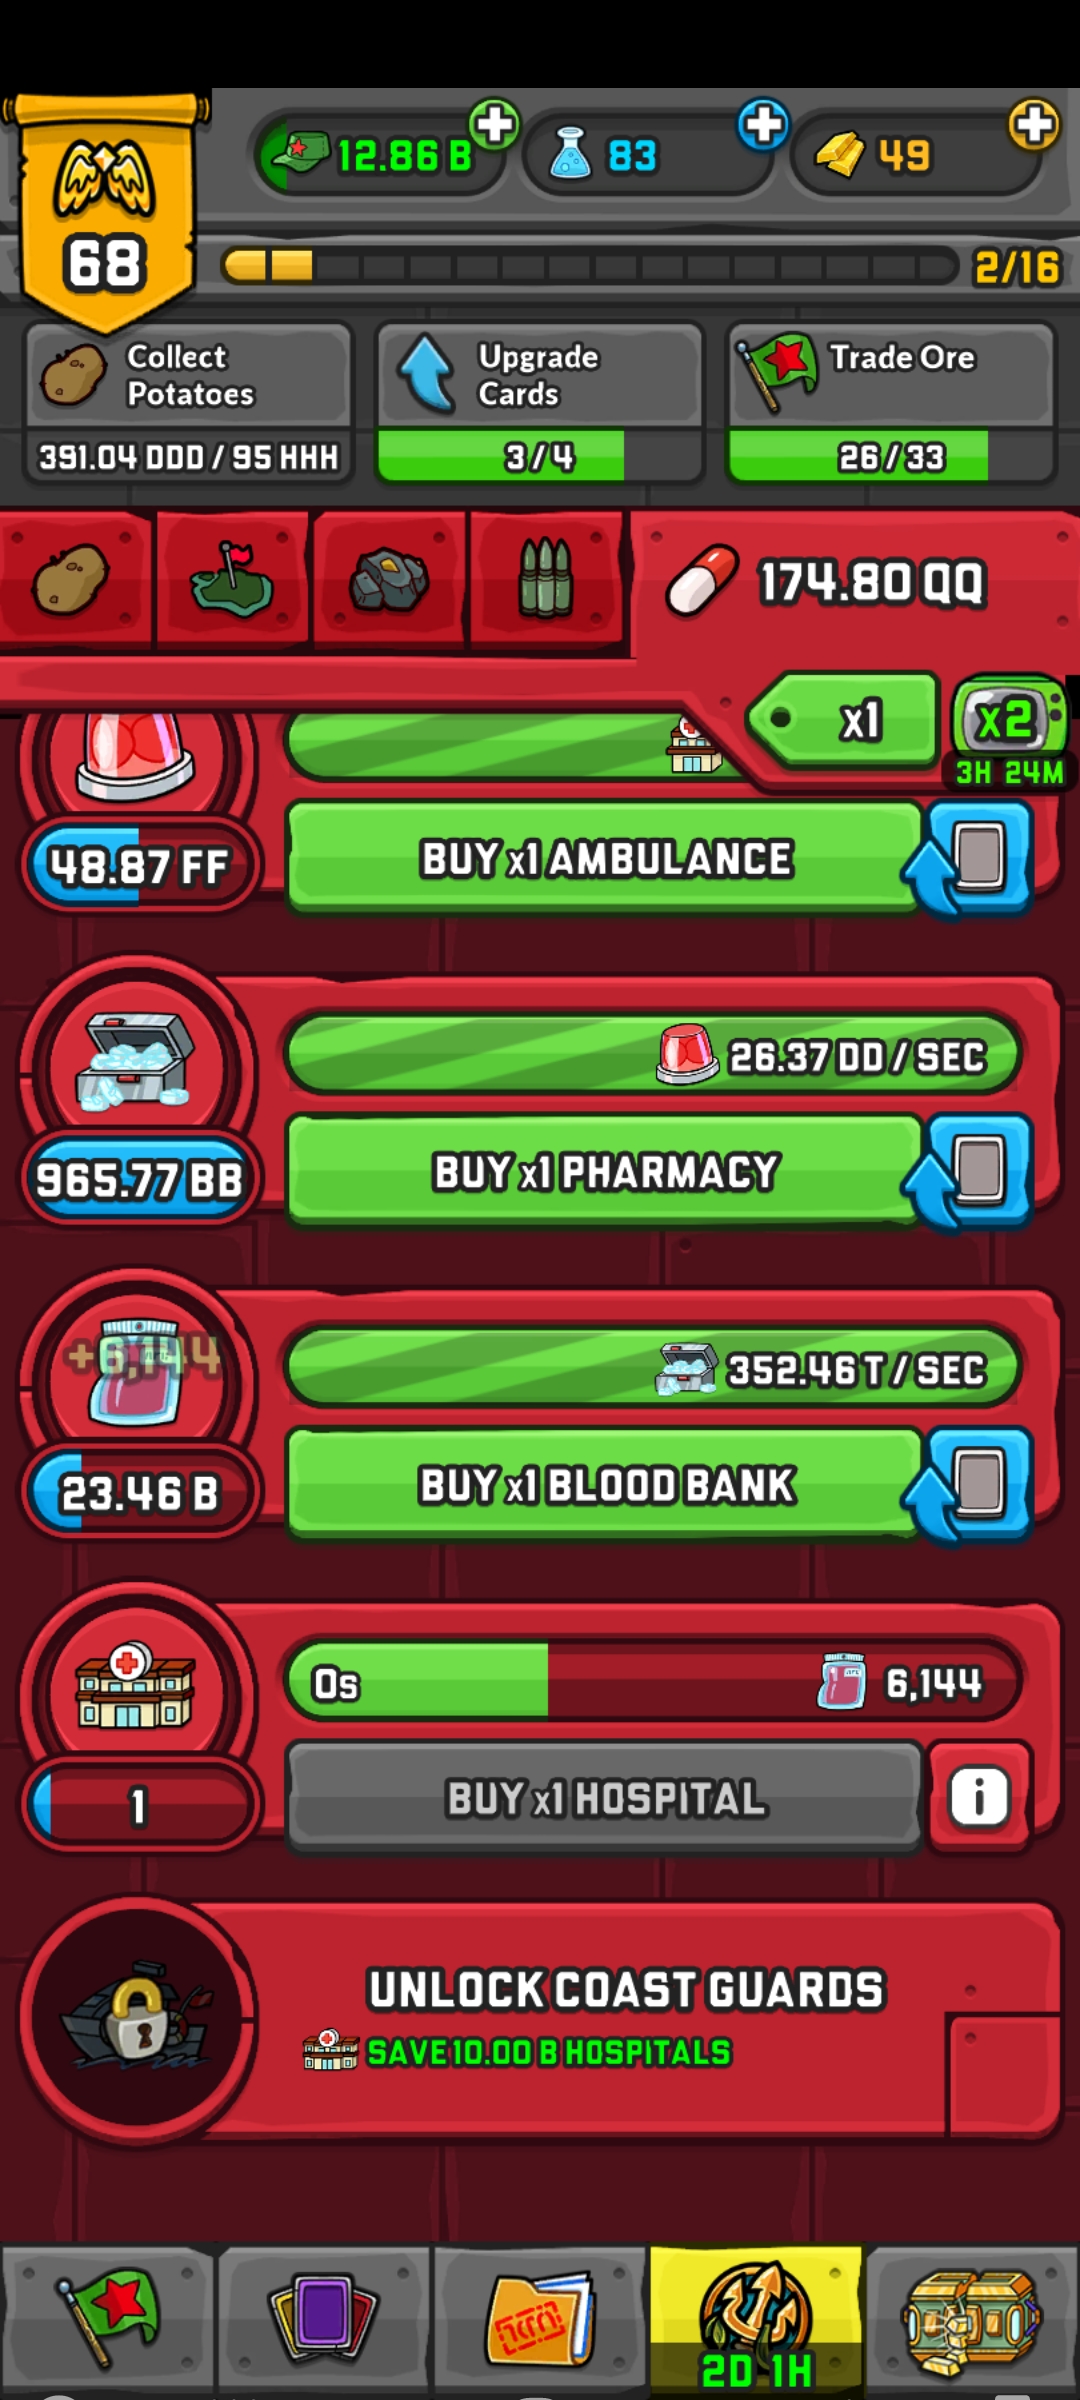 12.86 B
83
49
68
2/16
Collect
Potatoes
Upgrade
Cards
Trade Ore
391.04 DDD / 95 HHH
3/4
26/33
174.80 QQ
x1
x2
3H 24M
48.87 FF
BUY x1 AMBULANCE
26.37 DD / SEC
965.77 BB
BUY x1 PHARMACY
+6,144
352.46 T / SEC
23.46 B
BUY x1 BLOOD BANK
0s
6,144
1
BUY x1 HOSPITAL
i
UNLOCK COAST GUARDS
SAVE 10.00 B HOSPITALS
2D 1H